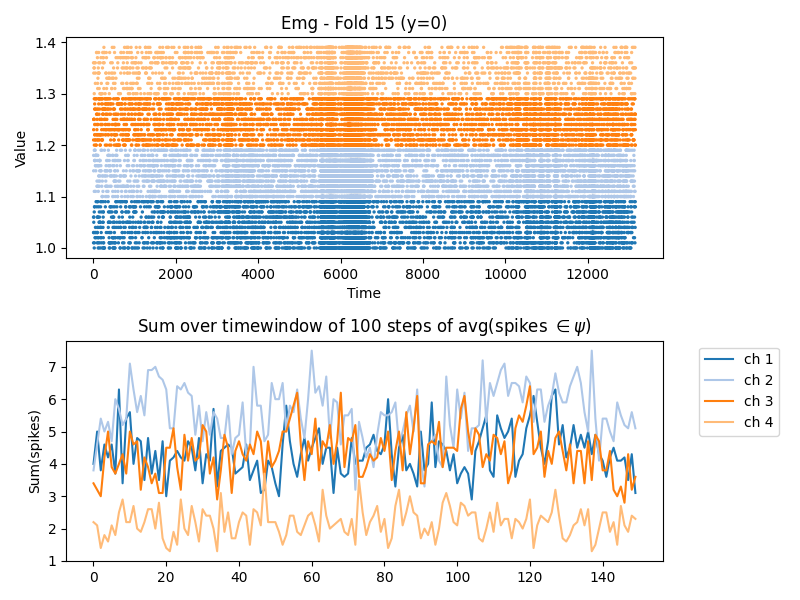 Emg - Fold 15 (y=0)
Value
1.4
1.3
1.2
1.1
1.0
0 2000 4000 6000 8000 10000 12000
Time
Sum over timewindow of 100 steps of avg(spikes ∈ ψ)
Sum(spikes)
7
6
5
4
3
2
1
0 20 40 60 80 100 120 140
ch 1
ch 2
ch 3
ch 4